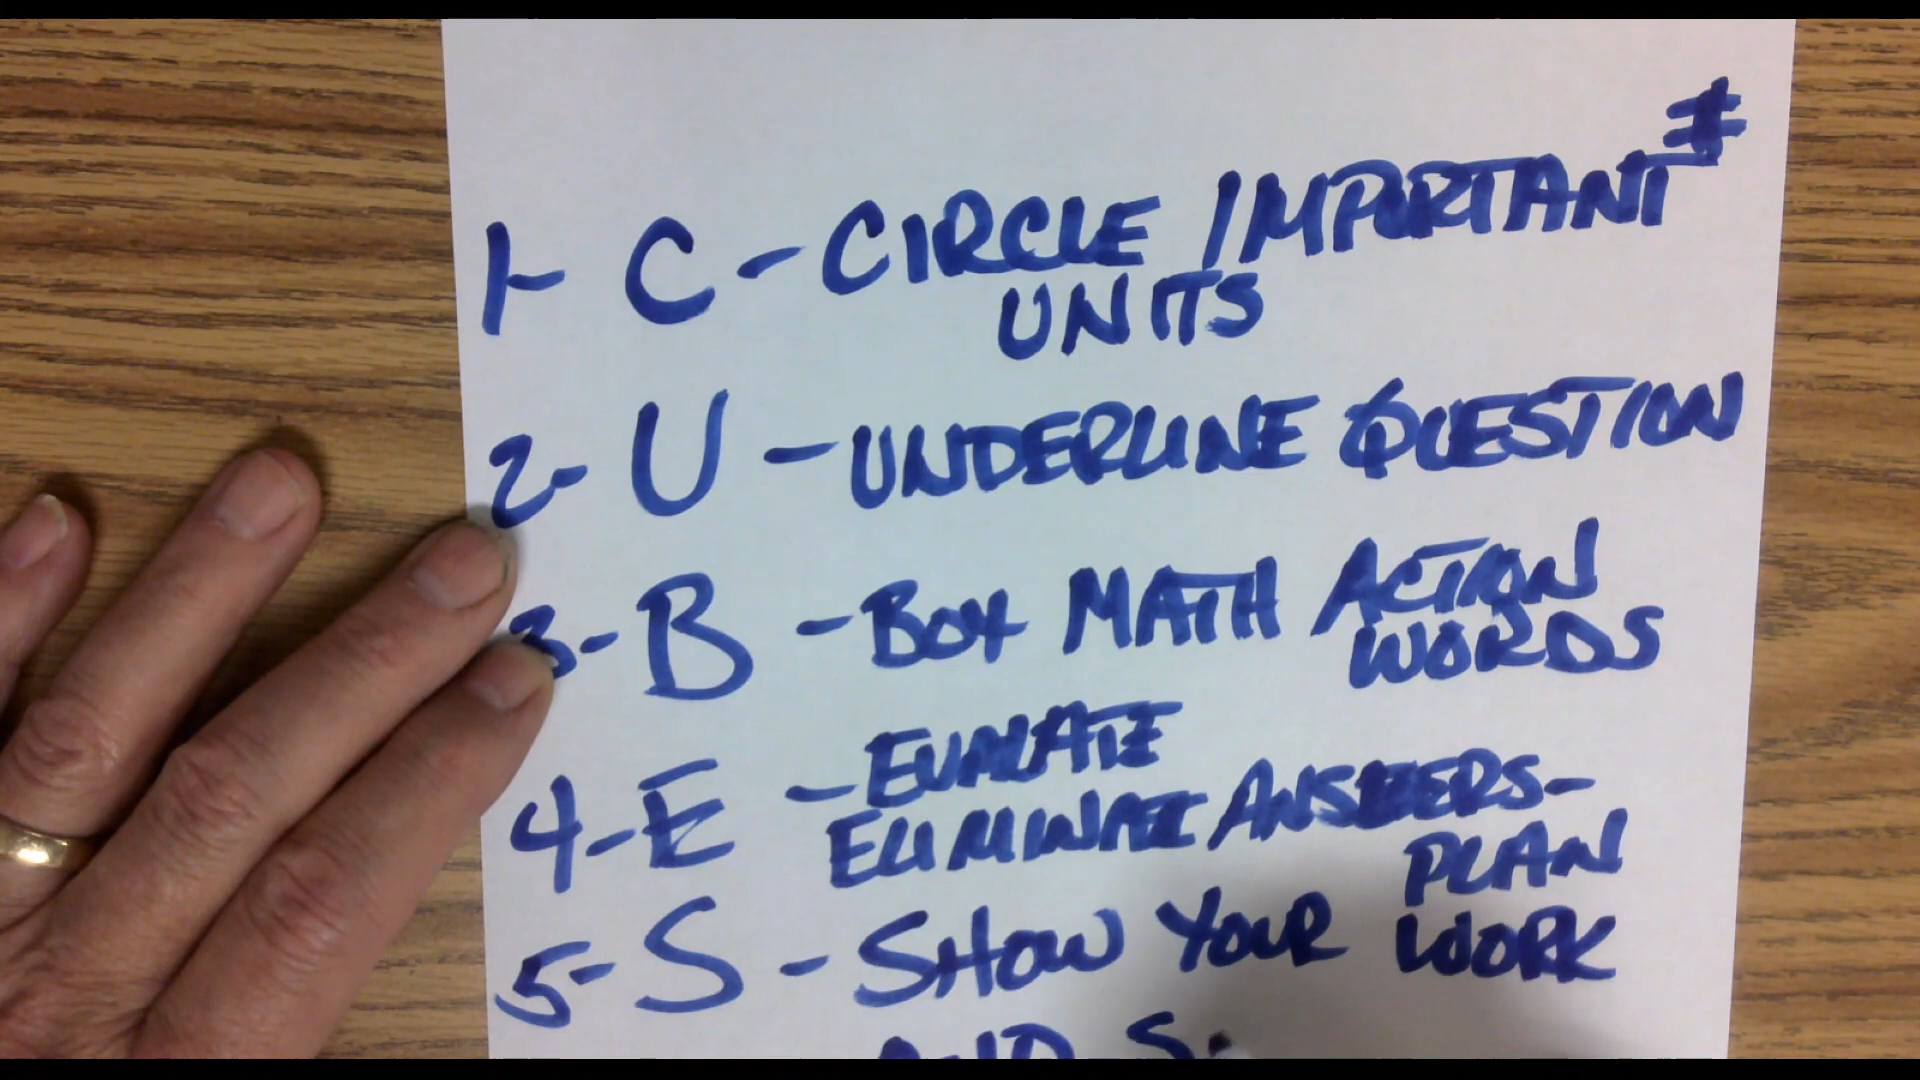 1- C - CIRCLE IMPORTANT #
UNITS
2- U - UNDERLINE QUESTION
3- B - BOX MATH ACTION
WORDS
4- E - EVALUATE
ELIMINATE ANSWERS -
PLAN
5- S - SHOW YOUR WORK
AND